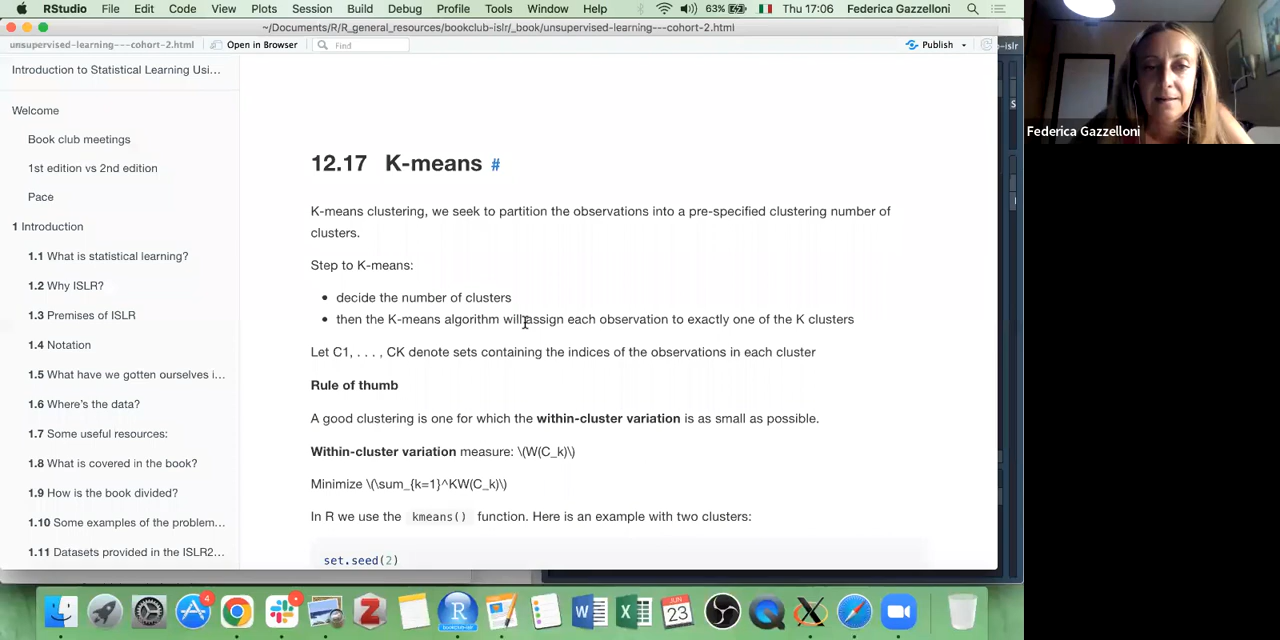 RStudio File Edit Code View Plots Session Build Debug Profile Tools Window Help 63% Thu 17:06 Federica Gazzelloni
~/Documents/R/R_general_resources/bookclub-islr/_book/unsupervised-learning---cohort-2.html
unsupervised-learning---cohort-2.html Open in Browser Find Publish
o-islr
Introduction to Statistical Learning Usi...
Welcome
Book club meetings
1st edition vs 2nd edition
Pace
1 Introduction
1.1 What is statistical learning?
1.2 Why ISLR?
1.3 Premises of ISLR
1.4 Notation
1.5 What have we gotten ourselves i...
1.6 Where's the data?
1.7 Some useful resources:
1.8 What is covered in the book?
1.9 How is the book divided?
1.10 Some examples of the problem...
1.11 Datasets provided in the ISLR2...
12.17 K-means #
K-means clustering, we seek to partition the observations into a pre-specified clustering number of
clusters.
Step to K-means:
• decide the number of clusters
• then the K-means algorithm will assign each observation to exactly one of the K clusters
Let C1, . . . , CK denote sets containing the indices of the observations in each cluster
Rule of thumb
A good clustering is one for which the within-cluster variation is as small as possible.
Within-cluster variation measure: \(W(C_k)\)
Minimize \(\sum_{k=1}^KW(C_k)\)
In R we use the kmeans() function. Here is an example with two clusters:
set.seed(2)
Federica Gazzelloni
4
JUN
23